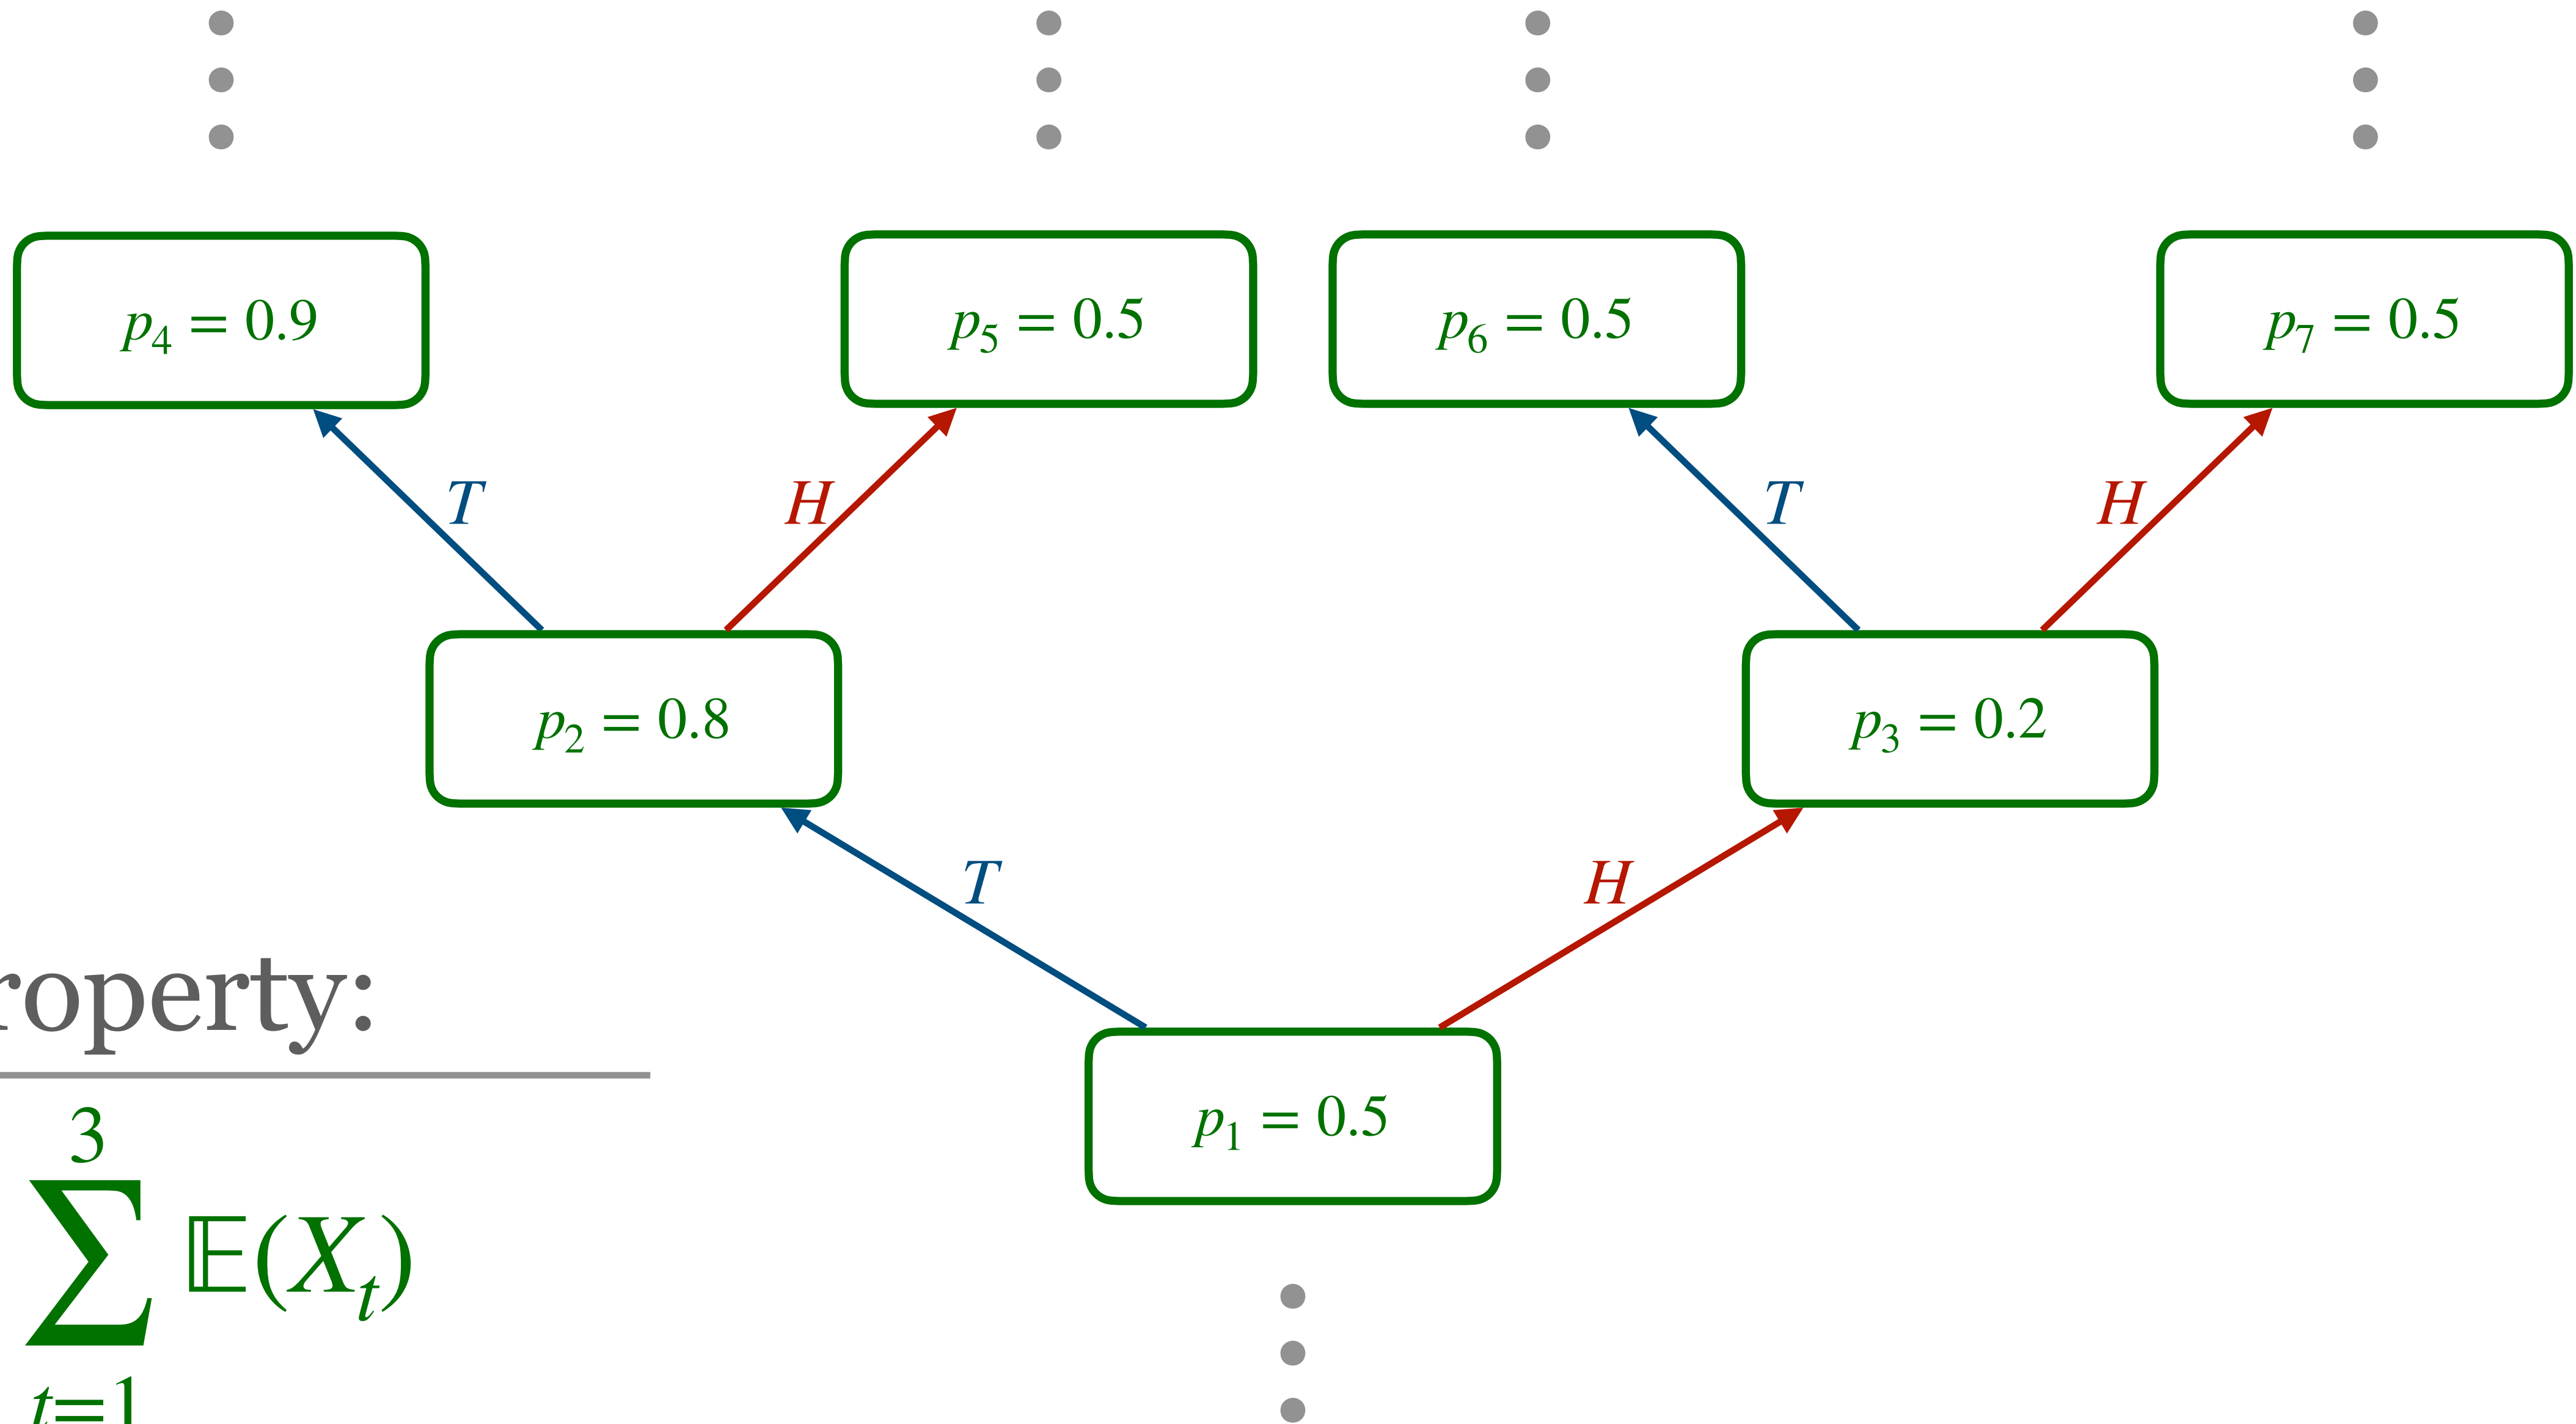 p₄ = 0.9
p₅ = 0.5
p₆ = 0.5
p₇ = 0.5
T
H
T
H
p₂ = 0.8
p₃ = 0.2
T
H
roperty:
p₁ = 0.5
3
∑ 𝔼(Xₜ)
t=1